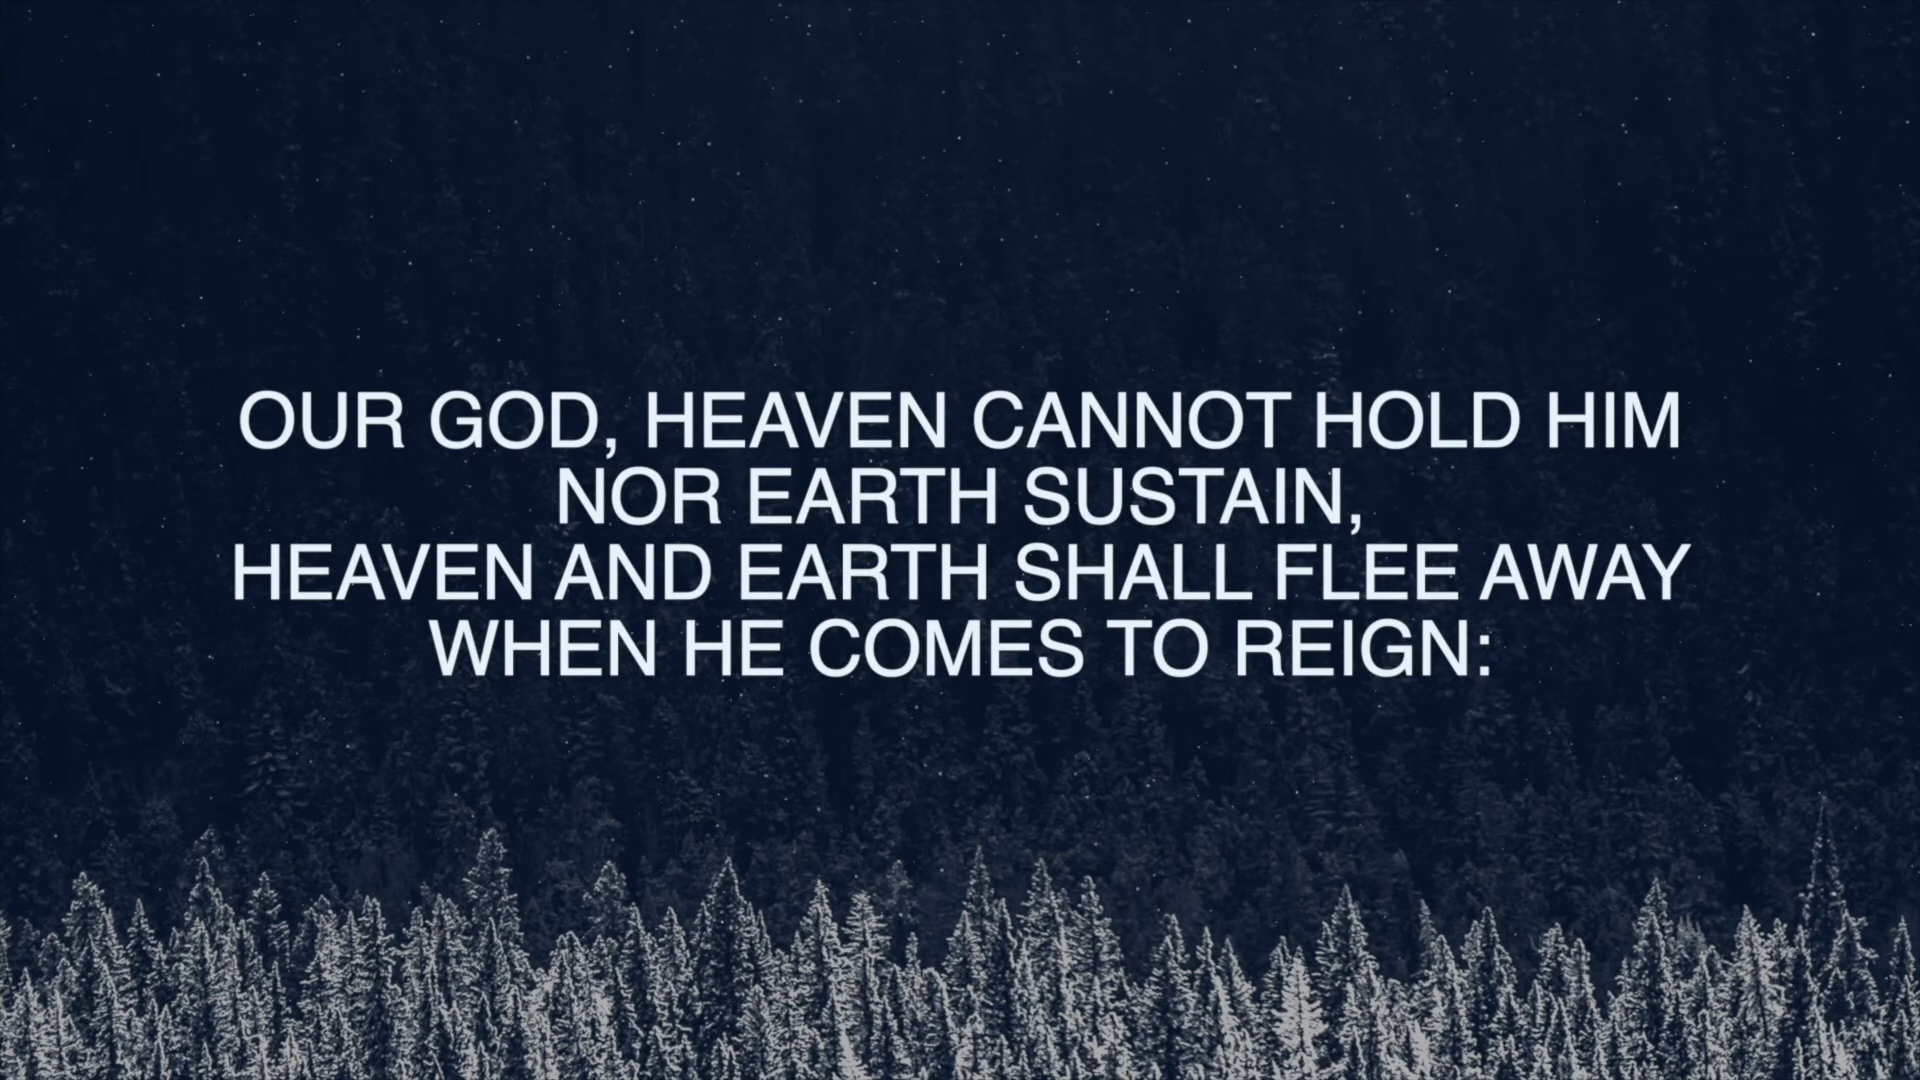 OUR GOD, HEAVEN CANNOT HOLD HIM
NOR EARTH SUSTAIN,
HEAVEN AND EARTH SHALL FLEE AWAY
WHEN HE COMES TO REIGN: